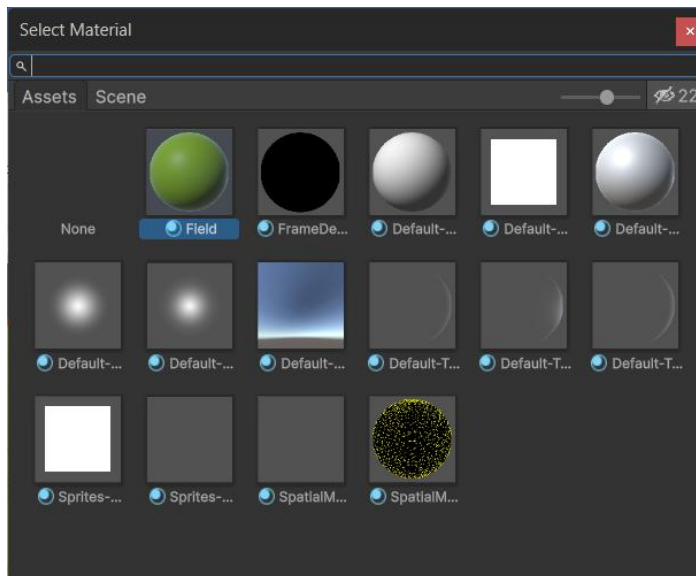 Select Material
Assets Scene 22
None Field FrameDe... Default-... Default-... Default-...
Default-... Default-... Default-... Default-T... Default-T... Default-T...
Sprites-... Sprites-... SpatialM... SpatialM...